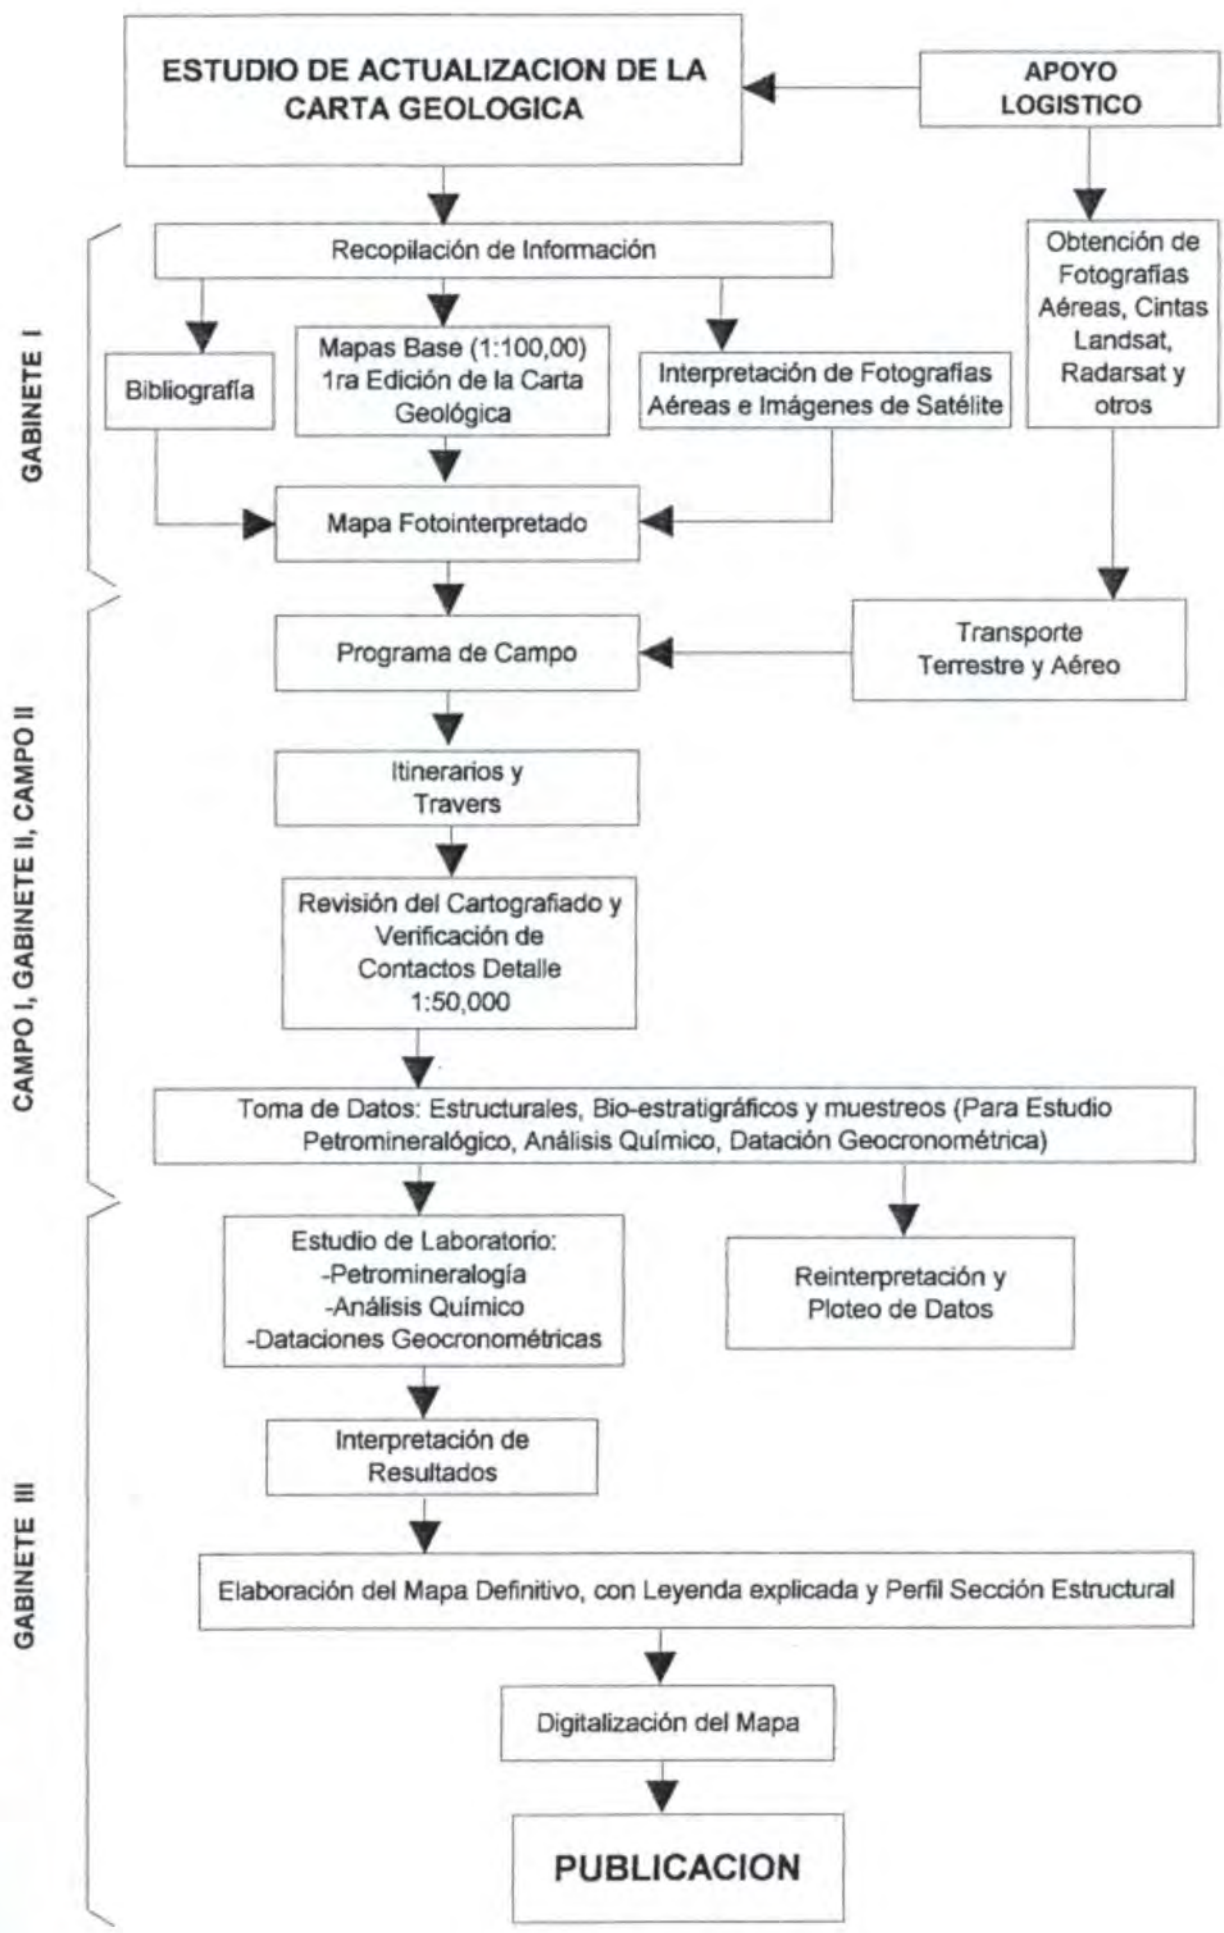 ESTUDIO DE ACTUALIZACION DE LA
CARTA GEOLOGICA
APOYO
LOGISTICO
GABINETE I
Recopilación de Información
Obtención de
Fotografías
Aéreas, Cintas
Landsat,
Radarsat y
otros
Bibliografía
Mapas Base (1:100,00)
1ra Edición de la Carta
Geológica
Interpretación de Fotografías
Aéreas e Imágenes de Satélite
Mapa Fotointerpretado
CAMPO I, GABINETE II, CAMPO II
Programa de Campo
Transporte
Terrestre y Aéreo
Itinerarios y
Travers
Revisión del Cartografiado y
Verificación de
Contactos Detalle
1:50,000
Toma de Datos: Estructurales, Bio-estratigráficos y muestreos (Para Estudio
Petromineralógico, Análisis Químico, Datación Geocronométrica)
GABINETE III
Estudio de Laboratorio:
-Petromineralogía
-Análisis Químico
-Dataciones Geocronométricas
Reinterpretación y
Ploteo de Datos
Interpretación de
Resultados
Elaboración del Mapa Definitivo, con Leyenda explicada y Perfil Sección Estructural
Digitalización del Mapa
PUBLICACION